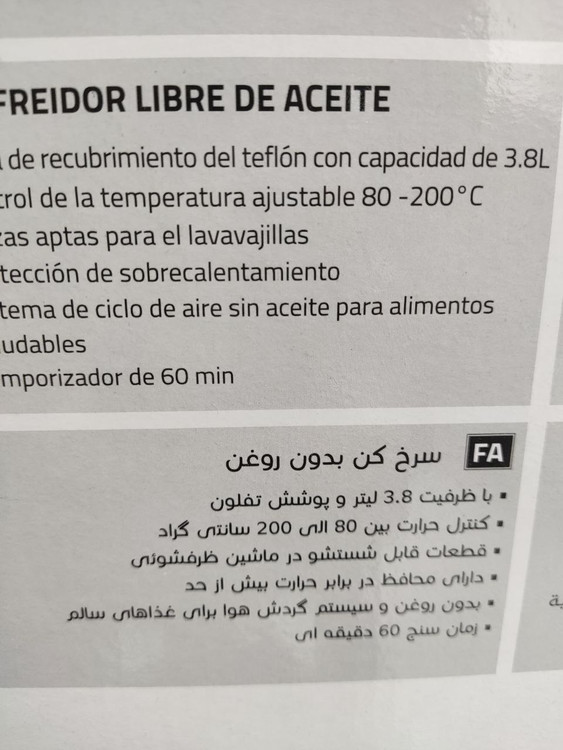 FREIDOR LIBRE DE ACEITE
de recubrimiento del teflón con capacidad de 3.8L
trol de la temperatura ajustable 80 -200°C
zas aptas para el lavavajillas
tección de sobrecalentamiento
tema de ciclo de aire sin aceite para alimentos
udables
mporizador de 60 min
FA سرخ کن بدون روغن
▪ با ظرفیت 3.8 لیتر و پوشش تفلون
▪ کنترل حرارت بین 80 الی 200 سانتی گراد
▪ قطعات قابل شستشو در ماشین ظرفشوئی
▪ دارای محافظ در برابر حرارت بیش از حد
▪ بدون روغن و سیستم گردش هوا برای غذاهای سالم
▪ زمان سنج 60 دقیقه ای